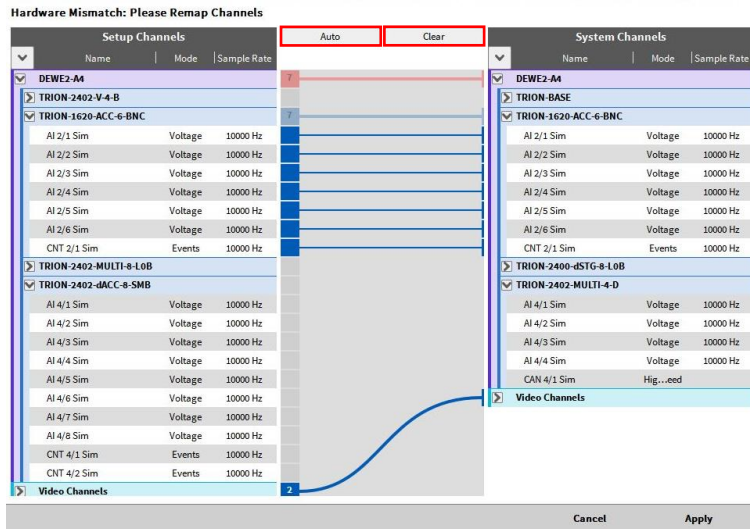 Hardware Mismatch: Please Remap Channels
Setup Channels Auto Clear System Channels
Name Mode Sample Rate Name Mode Sample Rate
DEWE2-A4 7 DEWE2-A4
TRION-2402-V-4-B TRION-BASE
TRION-1620-ACC-6-BNC 7 TRION-1620-ACC-6-BNC
AI 2/1 Sim Voltage 10000 Hz AI 2/1 Sim Voltage 10000 Hz
AI 2/2 Sim Voltage 10000 Hz AI 2/2 Sim Voltage 10000 Hz
AI 2/3 Sim Voltage 10000 Hz AI 2/3 Sim Voltage 10000 Hz
AI 2/4 Sim Voltage 10000 Hz AI 2/4 Sim Voltage 10000 Hz
AI 2/5 Sim Voltage 10000 Hz AI 2/5 Sim Voltage 10000 Hz
AI 2/6 Sim Voltage 10000 Hz AI 2/6 Sim Voltage 10000 Hz
CNT 2/1 Sim Events 10000 Hz CNT 2/1 Sim Events 10000 Hz
TRION-2402-MULTI-8-L0B TRION-2400-dSTG-8-L0B
TRION-2402-dACC-8-SMB TRION-2402-MULTI-4-D
AI 4/1 Sim Voltage 10000 Hz AI 4/1 Sim Voltage 10000 Hz
AI 4/2 Sim Voltage 10000 Hz AI 4/2 Sim Voltage 10000 Hz
AI 4/3 Sim Voltage 10000 Hz AI 4/3 Sim Voltage 10000 Hz
AI 4/4 Sim Voltage 10000 Hz AI 4/4 Sim Voltage 10000 Hz
AI 4/5 Sim Voltage 10000 Hz CAN 4/1 Sim Hig...eed
AI 4/6 Sim Voltage 10000 Hz Video Channels
AI 4/7 Sim Voltage 10000 Hz
AI 4/8 Sim Voltage 10000 Hz
CNT 4/1 Sim Events 10000 Hz
CNT 4/2 Sim Events 10000 Hz
Video Channels 2
Cancel Apply